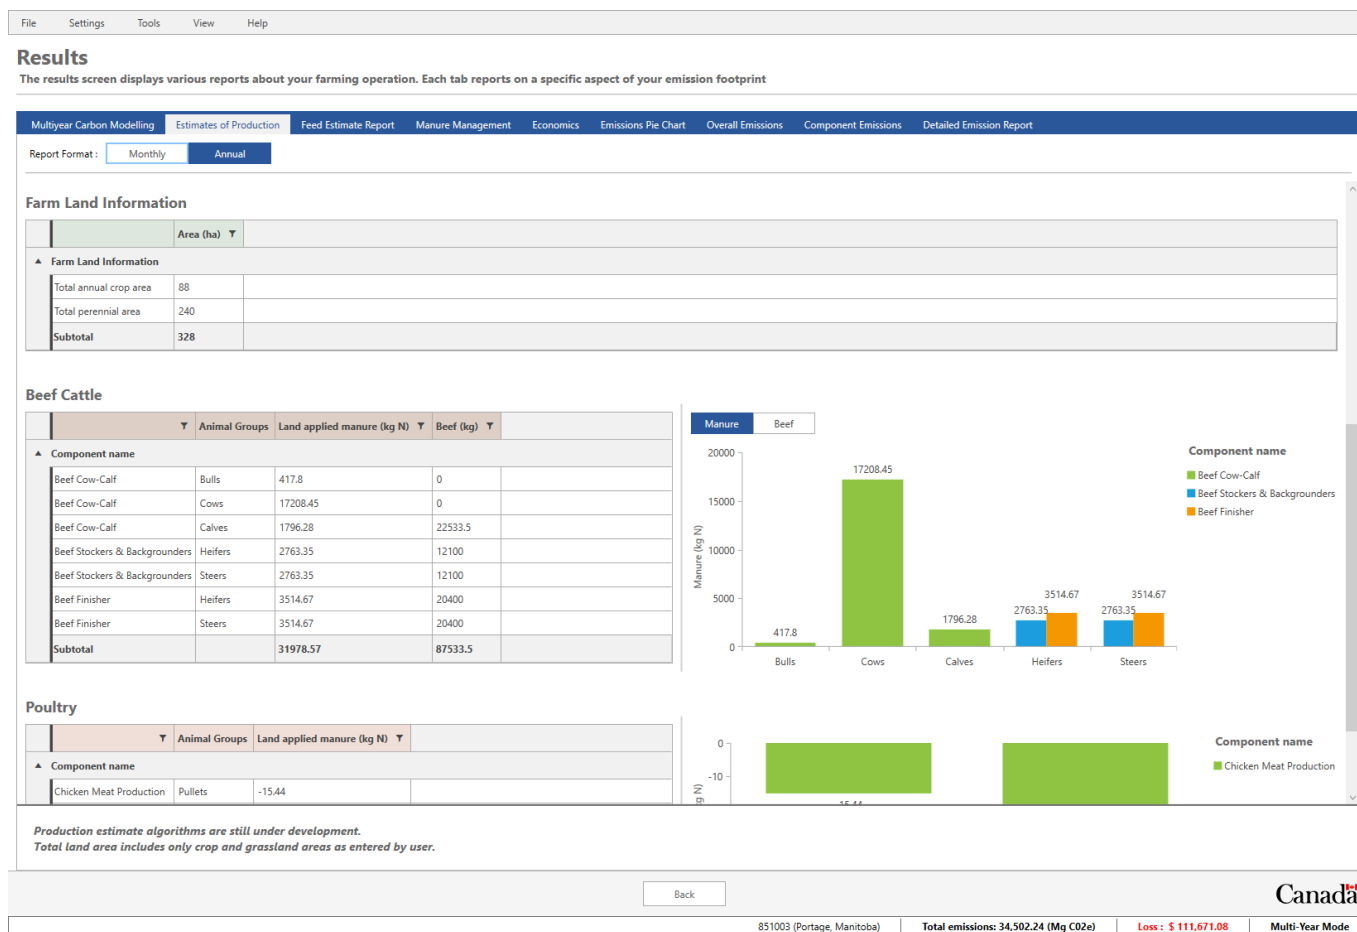 File Settings Tools View Help
Results
The results screen displays various reports about your farming operation. Each tab reports on a specific aspect of your emission footprint
Multiyear Carbon Modelling Estimates of Production Feed Estimate Report Manure Management Economics Emissions Pie Chart Overall Emissions Component Emissions Detailed Emission Report
Report Format : Monthly Annual
Farm Land Information
Area (ha)
Farm Land Information
Total annual crop area 88
Total perennial area 240
Subtotal 328
Beef Cattle
Animal Groups Land applied manure (kg N) Beef (kg)
Component name
Beef Cow-Calf Bulls 417.8 0
Beef Cow-Calf Cows 17208.45 0
Beef Cow-Calf Calves 1796.28 22533.5
Beef Stockers & Backgrounders Heifers 2763.35 12100
Beef Stockers & Backgrounders Steers 2763.35 12100
Beef Finisher Heifers 3514.67 20400
Beef Finisher Steers 3514.67 20400
Subtotal 31978.57 87533.5
Manure Beef
Component name
Beef Cow-Calf
Beef Stockers & Backgrounders
Beef Finisher
Manure (kg N)
20000
15000
10000
5000
0
417.8
17208.45
1796.28
2763.35
3514.67
2763.35
3514.67
Bulls Cows Calves Heifers Steers
Poultry
Animal Groups Land applied manure (kg N)
Component name
Chicken Meat Production Pullets -15.44
0
-10
Component name
Chicken Meat Production
Production estimate algorithms are still under development.
Total land area includes only crop and grassland areas as entered by user.
Back
Canada
851003 (Portage, Manitoba) Total emissions: 34,502.24 (Mg C02e) Loss : $ 111,671.08 Multi-Year Mode